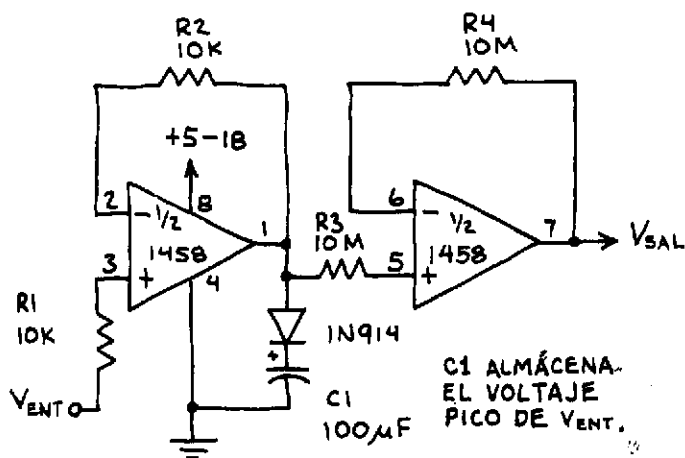 R2
10K
R4
10M
+5-18
2
-
1/2
8
1458
1
3
+
4
R1
10K
VENT
R3
10M
6
-
1/2
1458
7
5
+
VSAL
1N914
+
C1
100µF
C1 ALMÁCENA
EL VOLTAJE
PICO DE VENT.